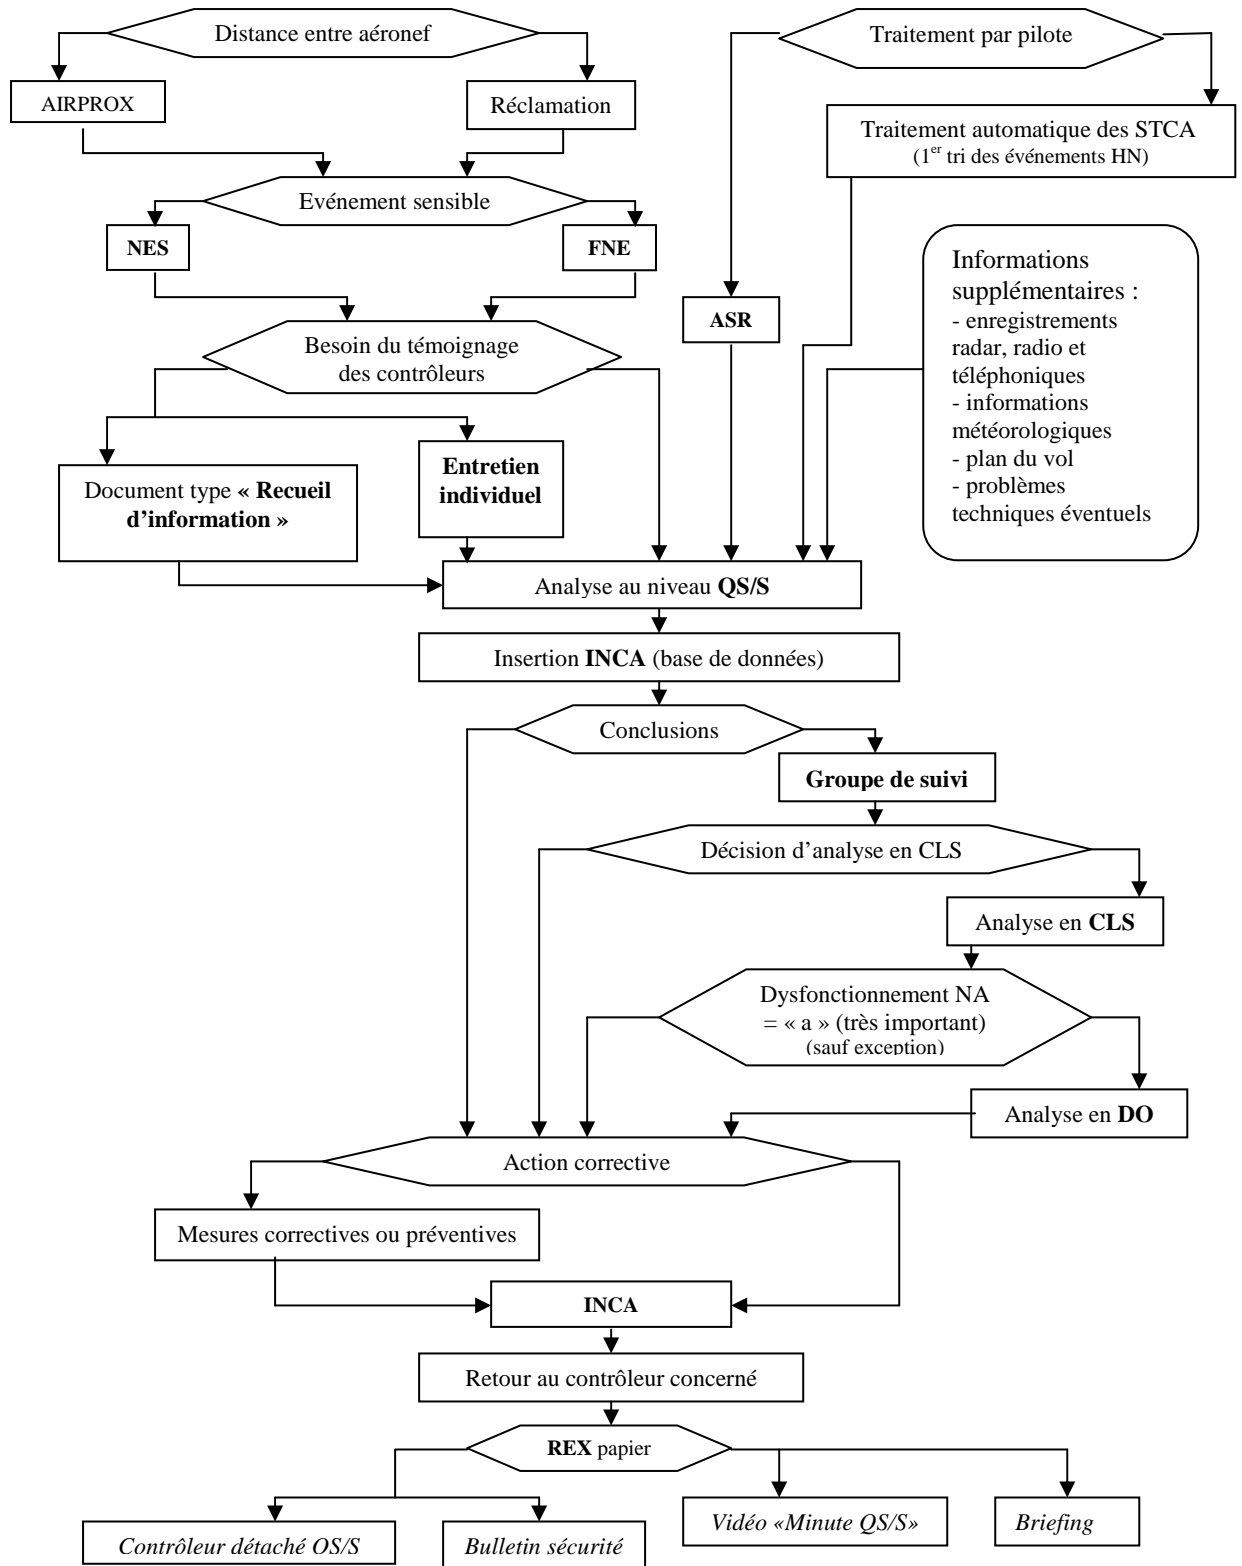 Distance entre aéronef
Traitement par pilote
AIRPROX
Réclamation
Traitement automatique des STCA
(1er tri des événements HN)
Evénement sensible
NES
FNE
Informations
supplémentaires :
- enregistrements
radar, radio et
téléphoniques
- informations
météorologiques
- plan du vol
- problèmes
techniques éventuels
ASR
Besoin du témoignage
des contrôleurs
Document type « Recueil
d'information »
Entretien
individuel
Analyse au niveau QS/S
Insertion INCA (base de données)
Conclusions
Groupe de suivi
Décision d'analyse en CLS
Analyse en CLS
Dysfonctionnement NA
= « a » (très important)
(sauf exception)
Analyse en DO
Action corrective
Mesures correctives ou préventives
INCA
Retour au contrôleur concerné
REX papier
Contrôleur détaché QS/S
Bulletin sécurité
Vidéo «Minute QS/S»
Briefing